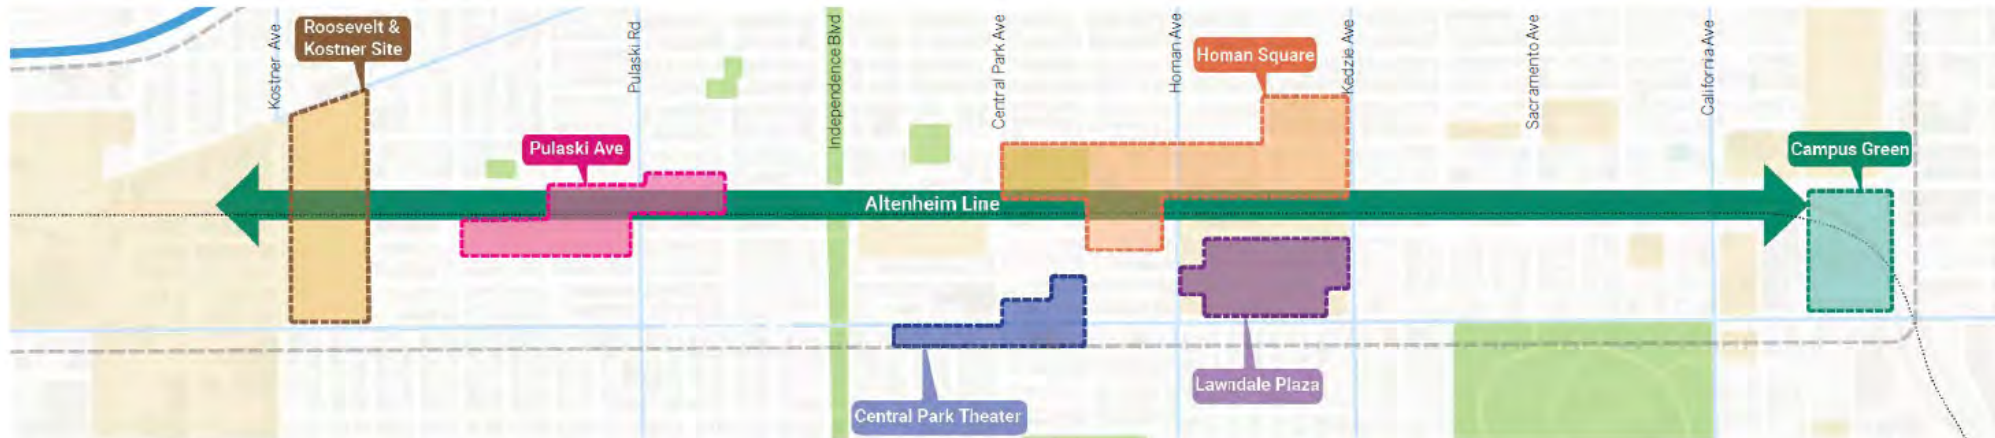 Kostner Ave
Roosevelt &
Kostner Site
Pulaski Rd
Independence Blvd
Central Park Ave
Homan Ave
Homan Square
Kedzie Ave
Sacramento Ave
California Ave
Pulaski Ave
Campus Green
Altenheim Line
Lawndale Plaza
Central Park Theater